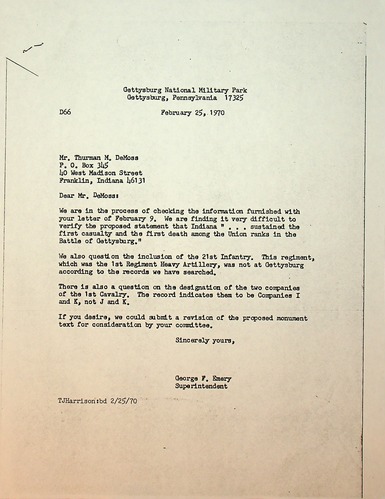 Gettysburg National Military Park
Gettysburg, Pennsylvania 17325
D66
February 25, 1970
Mr. Thurman M. DeMoss
P. O. Box 345
40 West Madison Street
Franklin, Indiana 46131
Dear Mr. DeMoss:
We are in the process of checking the information furnished with
your letter of February 9. We are finding it very difficult to
verify the proposed statement that Indiana ". . . sustained the
first casualty and the first death among the Union ranks in the
Battle of Gettysburg."
We also question the inclusion of the 21st Infantry. This regiment,
which was the 1st Regiment Heavy Artillery, was not at Gettysburg
according to the records we have searched.
There is also a question on the designation of the two companies
of the 1st Cavalry. The record indicates them to be Companies I
and K, not J and K.
If you desire, we could submit a revision of the proposed monument
text for consideration by your committee.
Sincerely yours,
George F. Emery
Superintendent
TJHarrison:bd 2/25/70